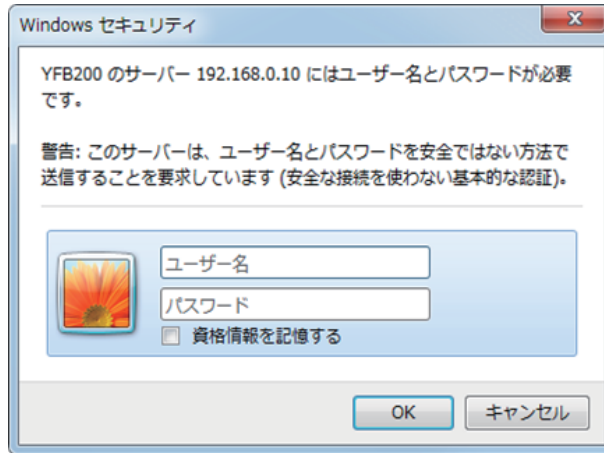 Windows セキュリティ
YFB200 のサーバー 192.168.0.10 にはユーザー名とパスワードが必要
です。
警告: このサーバーは、ユーザー名とパスワードを安全ではない方法で
送信することを要求しています (安全な接続を使わない基本的な認証)。
ユーザー名
パスワード
資格情報を記憶する
OK
キャンセル